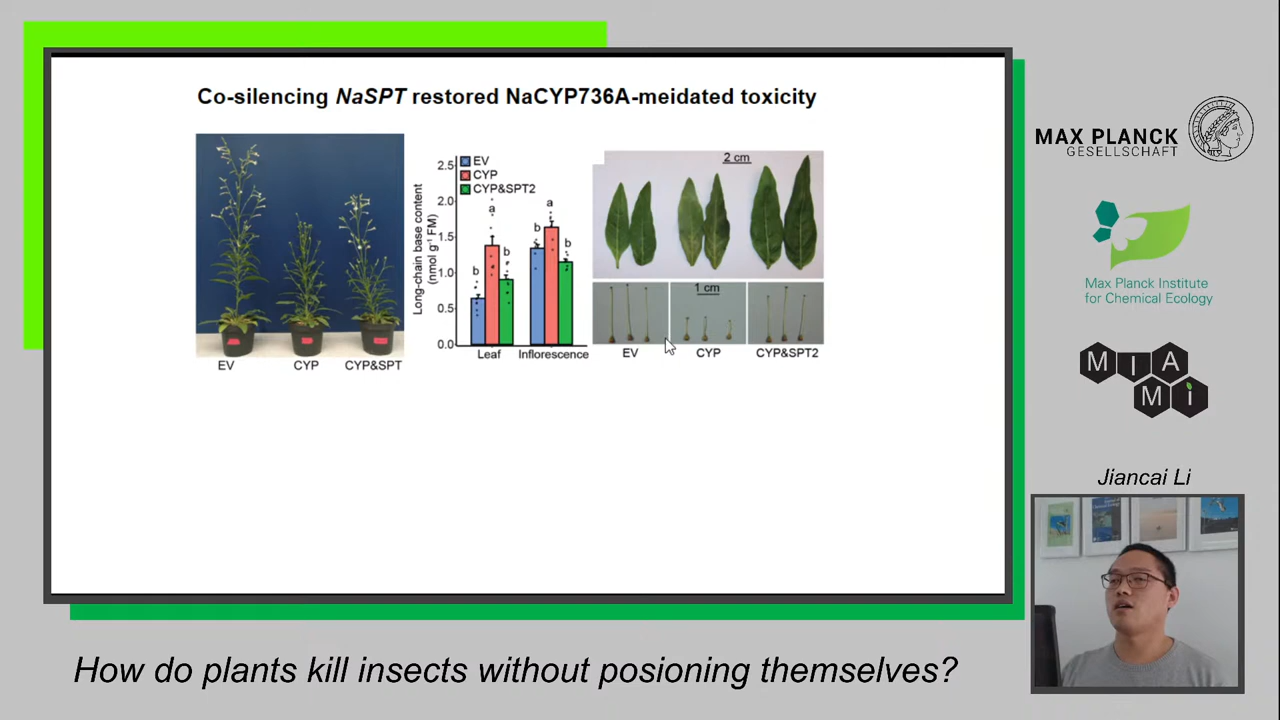 Co-silencing NaSPT restored NaCYP736A-meidated toxicity
MAX PLANCK
GESELLSCHAFT
Max Planck Institute
for Chemical Ecology
MIAMi
Jiancai Li
EV
CYP
CYP&SPT
Long-chain base content
(nmol g⁻¹ FM)
2.5
2.0
1.5
1.0
0.5
0.0
EV
CYP
CYP&SPT2
b
a
b
b
a
b
Leaf
Inflorescence
2 cm
1 cm
EV
CYP
CYP&SPT2
How do plants kill insects without posioning themselves?